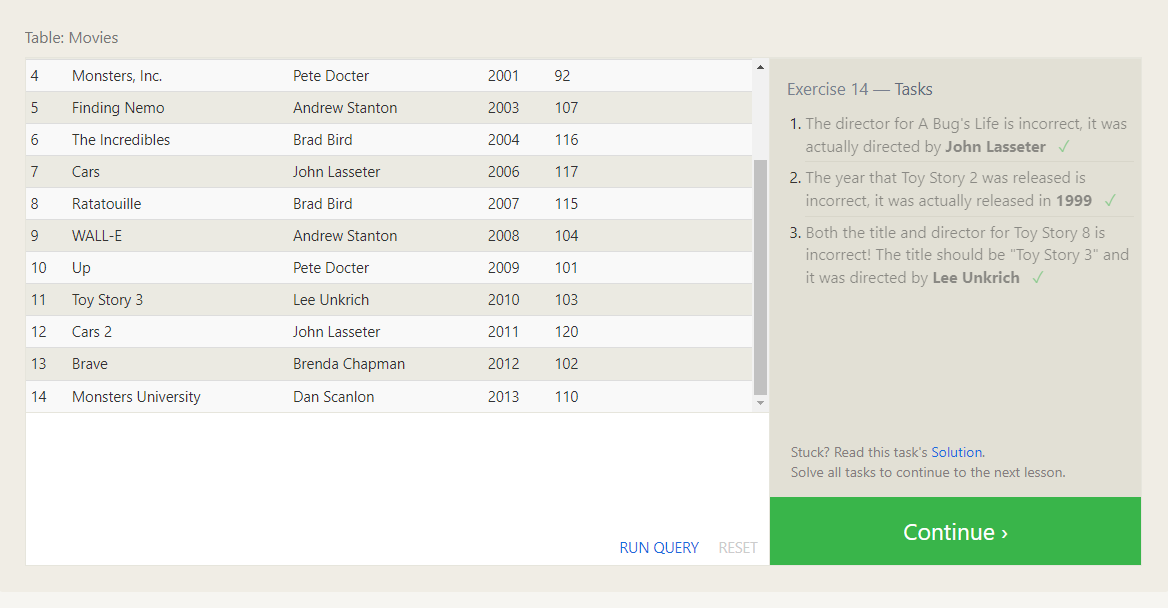 Table: Movies
4 Monsters, Inc. Pete Docter 2001 92
5 Finding Nemo Andrew Stanton 2003 107
6 The Incredibles Brad Bird 2004 116
7 Cars John Lasseter 2006 117
8 Ratatouille Brad Bird 2007 115
9 WALL-E Andrew Stanton 2008 104
10 Up Pete Docter 2009 101
11 Toy Story 3 Lee Unkrich 2010 103
12 Cars 2 John Lasseter 2011 120
13 Brave Brenda Chapman 2012 102
14 Monsters University Dan Scanlon 2013 110
RUN QUERY RESET
Exercise 14 — Tasks
1. The director for A Bug's Life is incorrect, it was
actually directed by John Lasseter ✓
2. The year that Toy Story 2 was released is
incorrect, it was actually released in 1999 ✓
3. Both the title and director for Toy Story 8 is
incorrect! The title should be "Toy Story 3" and
it was directed by Lee Unkrich ✓
Stuck? Read this task's Solution.
Solve all tasks to continue to the next lesson.
Continue ›